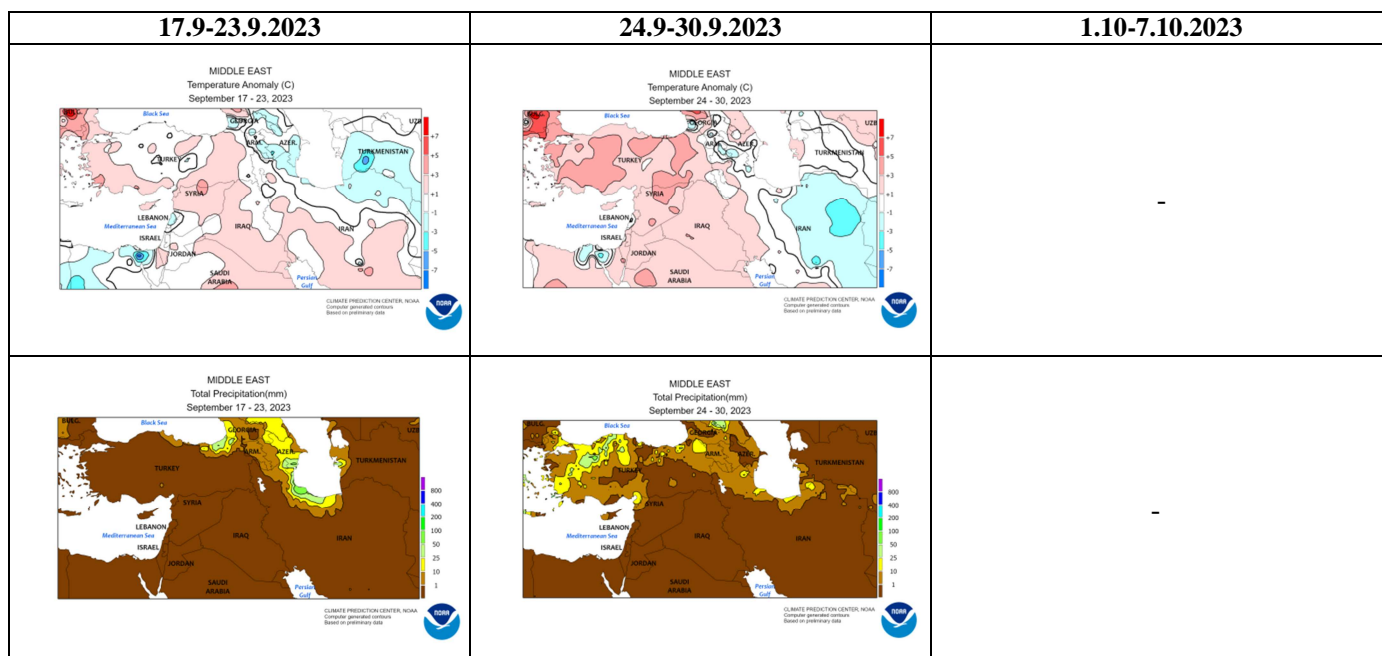 17.9-23.9.2023
24.9-30.9.2023
1.10-7.10.2023
MIDDLE EAST
Temperature Anomaly (C)
September 17 - 23, 2023
BULG.
Black Sea
GEORGIA
UZB
ARM.
AZER.
TURKEY
TURKMENISTAN
SYRIA
LEBANON
Mediterranean Sea
ISRAEL
IRAQ
IRAN
JORDAN
SAUDI
ARABIA
Persian
Gulf
+7
+5
+3
+1
-1
-3
-5
-7
CLIMATE PREDICTION CENTER, NOAA
Computer generated contours
Based on preliminary data
NOAA
MIDDLE EAST
Temperature Anomaly (C)
September 24 - 30, 2023
BULG.
Black Sea
GEORGIA
UZB
ARM.
AZER.
TURKEY
TURKMENISTAN
SYRIA
LEBANON
Mediterranean Sea
ISRAEL
IRAQ
IRAN
JORDAN
SAUDI
ARABIA
Persian
Gulf
+7
+5
+3
+1
-1
-3
-5
-7
CLIMATE PREDICTION CENTER, NOAA
Computer generated contours
Based on preliminary data
NOAA
-
MIDDLE EAST
Total Precipitation(mm)
September 17 - 23, 2023
BULG.
Black Sea
GEORGIA
UZB
ARM.
AZER.
TURKEY
TURKMENISTAN
SYRIA
LEBANON
Mediterranean Sea
ISRAEL
IRAQ
IRAN
JORDAN
SAUDI
ARABIA
Persian
Gulf
800
400
200
100
50
25
10
1
CLIMATE PREDICTION CENTER, NOAA
Computer generated contours
Based on preliminary data
NOAA
MIDDLE EAST
Total Precipitation(mm)
September 24 - 30, 2023
BULG.
Black Sea
GEORGIA
UZB
ARM.
AZER.
TURKEY
TURKMENISTAN
SYRIA
LEBANON
Mediterranean Sea
ISRAEL
IRAQ
IRAN
JORDAN
SAUDI
ARABIA
Persian
Gulf
800
400
200
100
50
25
10
1
CLIMATE PREDICTION CENTER, NOAA
Computer generated contours
Based on preliminary data
NOAA
-